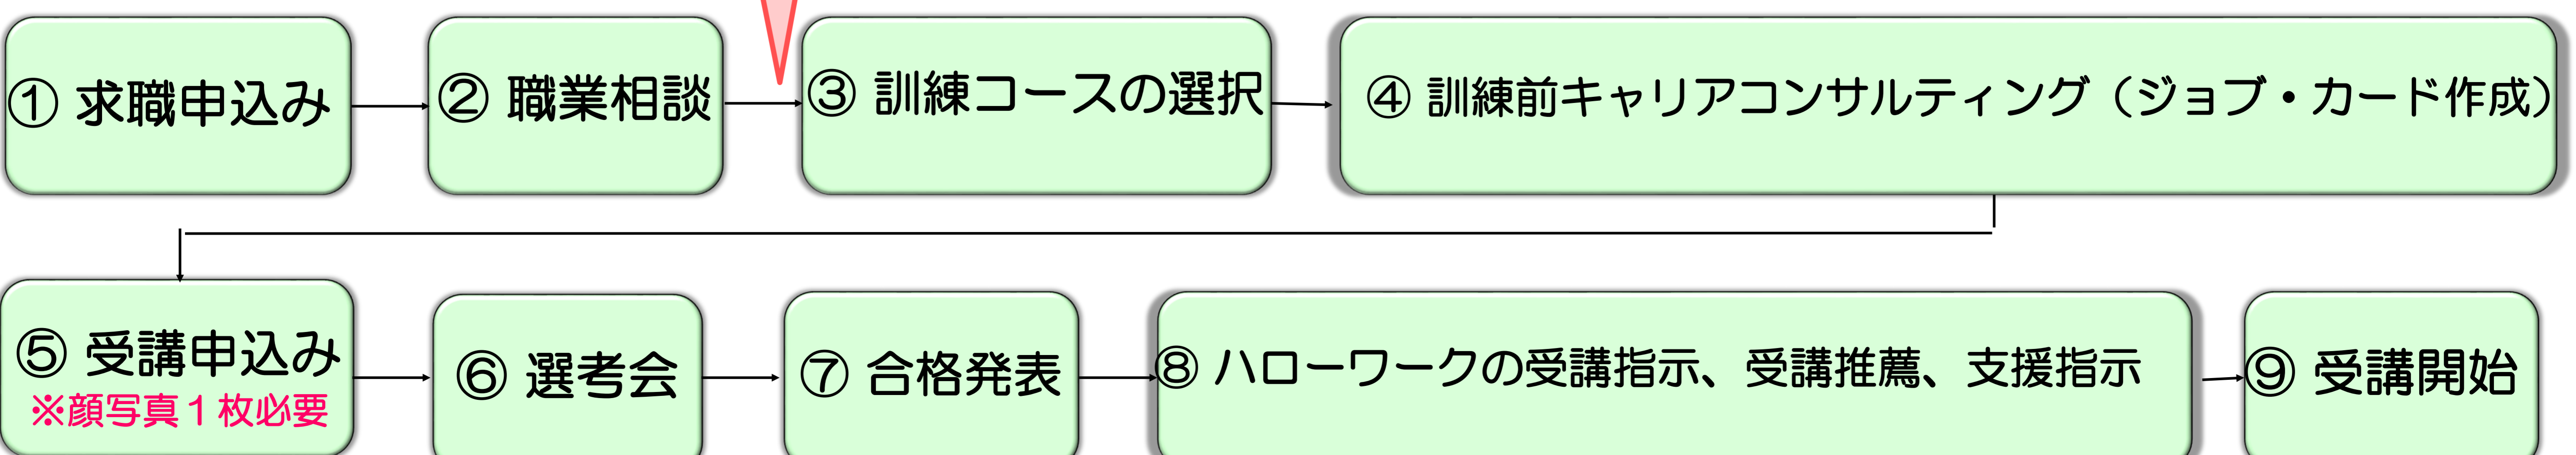 ① 求職申込み
② 職業相談
③ 訓練コースの選択
④ 訓練前キャリアコンサルティング（ジョブ・カード作成）
⑤ 受講申込み
※顔写真１枚必要
⑥ 選考会
⑦ 合格発表
⑧ ハローワークの受講指示、受講推薦、支援指示
⑨ 受講開始